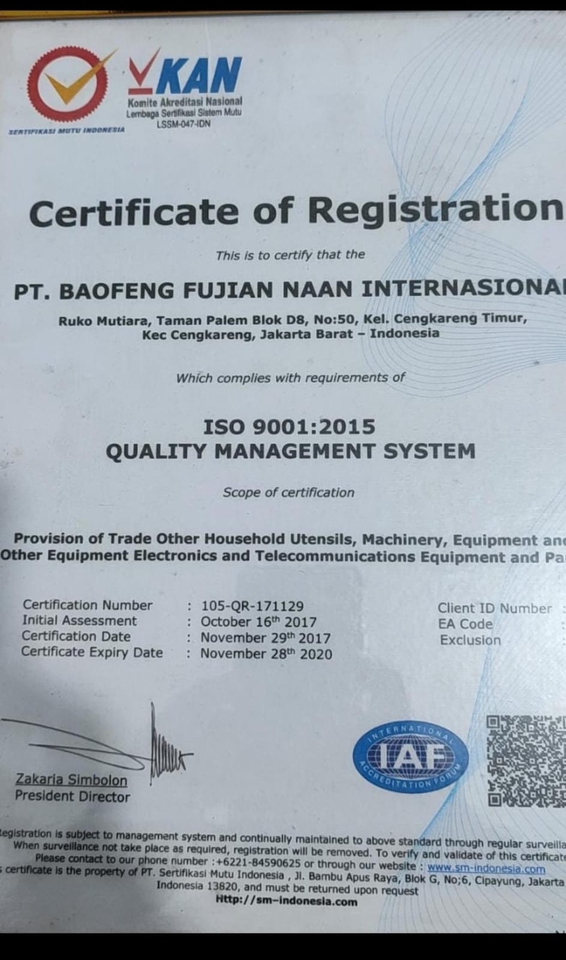 KAN
Komite Akreditasi Nasional
Lembaga Sertifikasi Sistem Mutu
LSSM-047-IDN
SERTIFIKASI MUTU INDONESIA
Certificate of Registration
This is to certify that the
PT. BAOFENG FUJIAN NAAN INTERNASIONAL
Ruko Mutiara, Taman Palem Blok D8, No:50, Kel. Cengkareng Timur,
Kec Cengkareng, Jakarta Barat – Indonesia
Which complies with requirements of
ISO 9001:2015
QUALITY MANAGEMENT SYSTEM
Scope of certification
Provision of Trade Other Household Utensils, Machinery, Equipment and
Other Equipment Electronics and Telecommunications Equipment and Pa
Certification Number : 105-QR-171129
Initial Assessment : October 16th 2017
Certification Date : November 29th 2017
Certificate Expiry Date : November 28th 2020
Client ID Number :
EA Code :
Exclusion :
Zakaria Simbolon
President Director
INTERNATIONAL
IAF
ACCREDITATION FORUM
egistration is subject to management system and continually maintained to above standard through regular surveilla
When surveillance not take place as required, registration will be removed. To verify and validate of this certificate
Please contact to our phone number :+6221-84590625 or through our website : www.sm-indonesia.com
s certificate is the property of PT. Sertifikasi Mutu Indonesia , Jl. Bambu Apus Raya, Blok G, No;6, Cipayung, Jakarta
Indonesia 13820, and must be returned upon request
Http://sm-indonesia.com